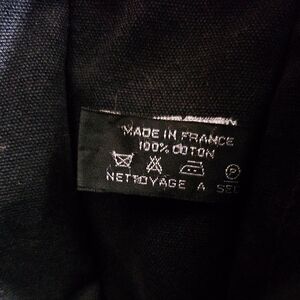 MADE IN FRANCE
100% COTON
P
NETTOYAGE A SEC